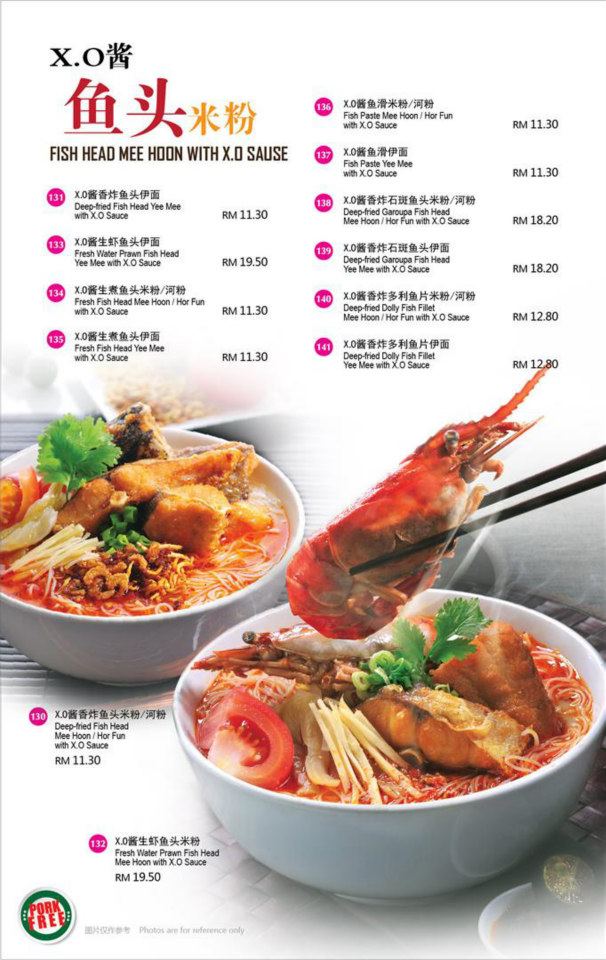 X.O酱
鱼头米粉
FISH HEAD MEE HOON WITH X.O SAUSE
131 X.O酱香炸鱼头伊面
Deep-fried Fish Head Yee Mee
with X.O Sauce RM 11.30
133 X.O酱生虾鱼头伊面
Fresh Water Prawn Fish Head
Yee Mee with X.O Sauce RM 19.50
134 X.O酱生煮鱼头米粉/河粉
Fresh Fish Head Mee Hoon / Hor Fun
with X.O Sauce RM 11.30
135 X.O酱生煮鱼头伊面
Fresh Fish Head Yee Mee
with X.O Sauce RM 11.30
136 X.O酱鱼滑米粉/河粉
Fish Paste Mee Hoon / Hor Fun
with X.O Sauce RM 11.30
137 X.O酱鱼滑伊面
Fish Paste Yee Mee
with X.O Sauce RM 11.30
138 X.O酱香炸石斑鱼头米粉/河粉
Deep-fried Garoupa Fish Head
Mee Hoon / Hor Fun with X.O Sauce RM 18.20
139 X.O酱香炸石斑鱼头伊面
Deep-fried Garoupa Fish Head
Yee Mee with X.O Sauce RM 18.20
140 X.O酱香炸多利鱼片米粉/河粉
Deep-fried Dolly Fish Fillet
Mee Hoon / Hor Fun with X.O Sauce RM 12.80
141 X.O酱香炸多利鱼片伊面
Deep-fried Dolly Fish Fillet
Yee Mee with X.O Sauce RM 12.80
130 X.O酱香炸鱼头米粉/河粉
Deep-fried Fish Head
Mee Hoon / Hor Fun
with X.O Sauce
RM 11.30
132 X.O酱生虾鱼头米粉
Fresh Water Prawn Fish Head
Mee Hoon with X.O Sauce
RM 19.50
PORK
FREE
图片仅作参考 Photos are for reference only